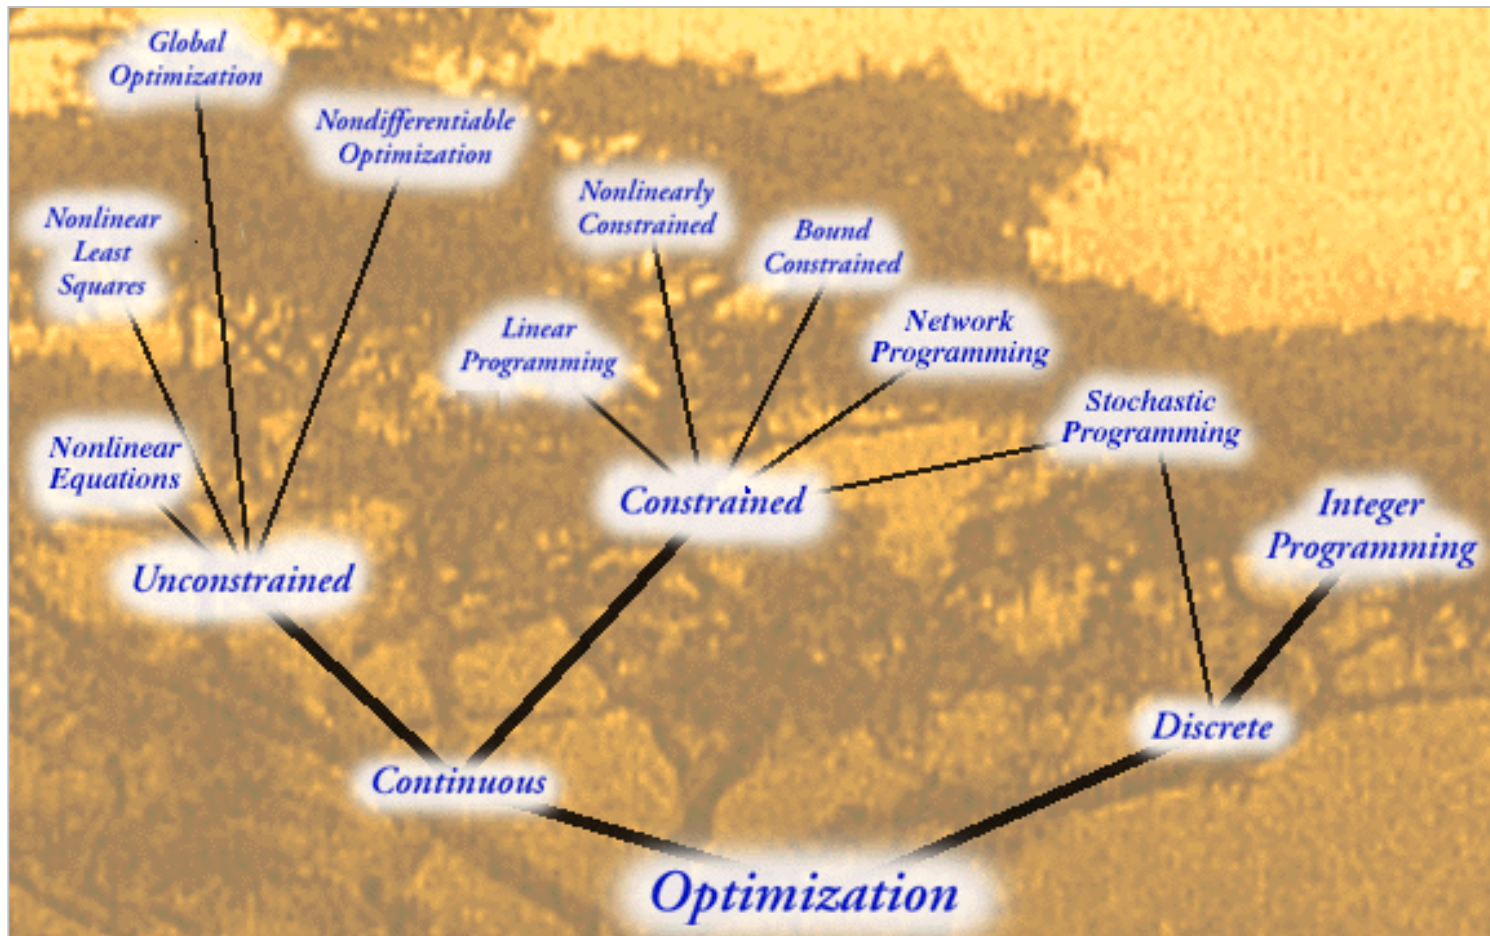 Global
Optimization
Nondifferentiable
Optimization
Nonlinear
Least
Squares
Nonlinearly
Constrained
Bound
Constrained
Linear
Programming
Network
Programming
Stochastic
Programming
Nonlinear
Equations
Constrained
Integer
Programming
Unconstrained
Discrete
Continuous
Optimization